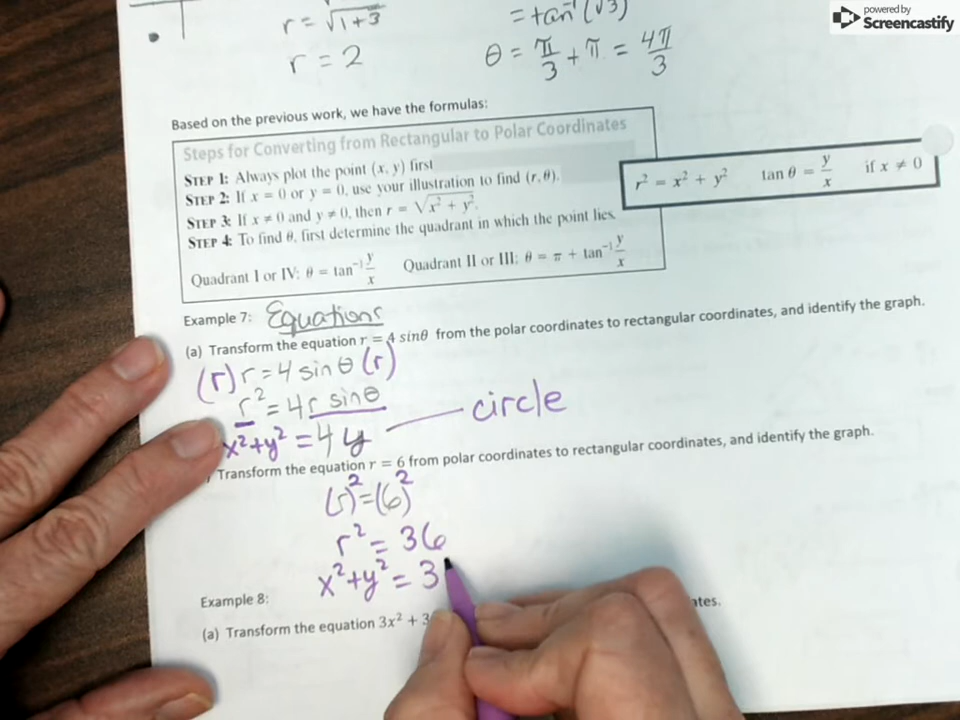 powered by
Screencastify
r = √1+3
= tan⁻¹(√3)
r = 2
θ = π/3 + π = 4π/3
Based on the previous work, we have the formulas:
Steps for Converting from Rectangular to Polar Coordinates
STEP 1: Always plot the point (x, y) first
STEP 2: If x = 0 or y = 0, use your illustration to find (r, θ).
STEP 3: If x ≠ 0 and y ≠ 0, then r = √x² + y².
STEP 4: To find θ, first determine the quadrant in which the point lies.
Quadrant I or IV: θ = tan⁻¹ y/x Quadrant II or III: θ = π + tan⁻¹ y/x
r² = x² + y² tan θ = y/x if x ≠ 0
Example 7: Equations
(a) Transform the equation r = 4 sinθ from the polar coordinates to rectangular coordinates, and identify the graph.
(r) r = 4 sin θ (r)
r² = 4r sinθ
x²+y² = 4y — circle
Transform the equation r = 6 from polar coordinates to rectangular coordinates, and identify the graph.
(r)² = (6)²
r² = 36
x²+y² = 3
Example 8:
(a) Transform the equation 3x² + 3